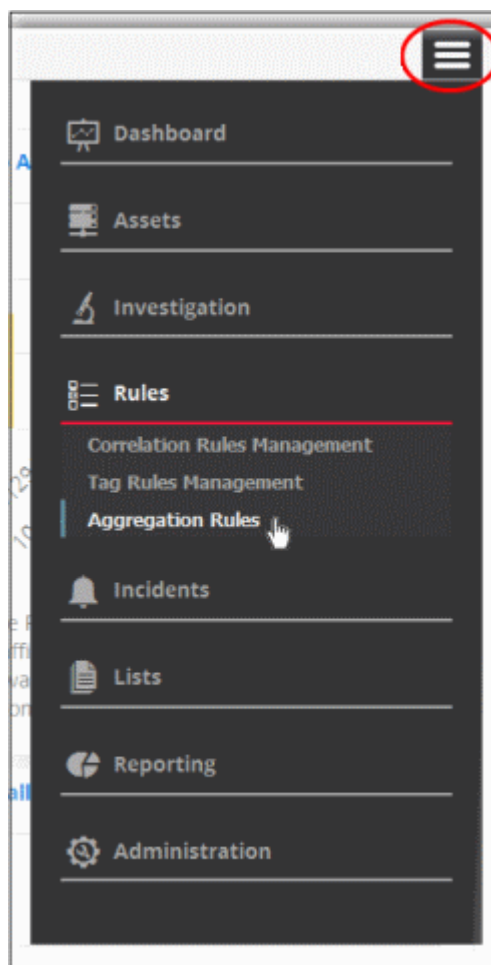 Dashboard
A
Assets
Investigation
Rules
Correlation Rules Management
Tag Rules Management
Aggregation Rules
Incidents
Lists
Reporting
Administration